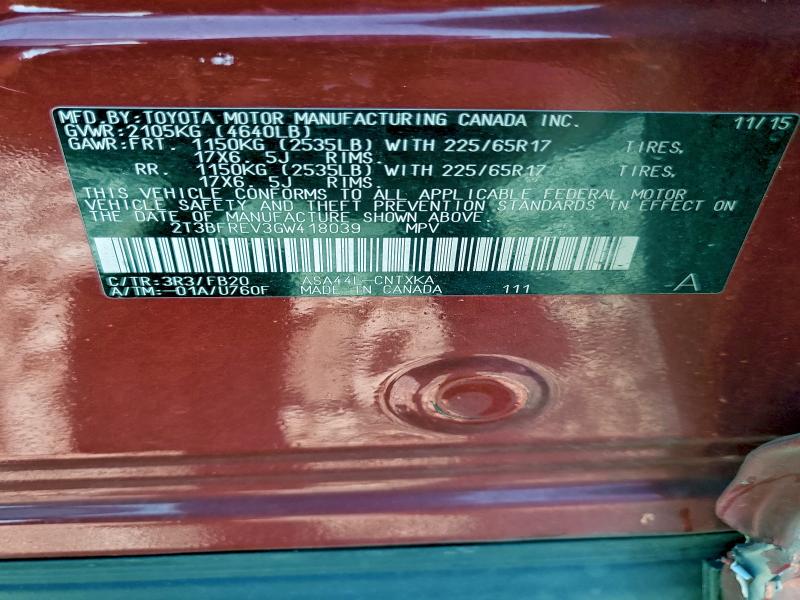 MFD.BY:TOYOTA MOTOR MANUFACTURING CANADA INC. 11/15
GVWR:2105KG (4640LB)
GAWR:FRT. 1150KG (2535LB) WITH 225/65R17 TIRES,
17X6. 5J RIMS.
RR. 1150KG (2535LB) WITH 225/65R17 TIRES,
17X6. 5J RIMS.
THIS VEHICLE CONFORMS TO ALL APPLICABLE FEDERAL MOTOR
VEHICLE SAFETY AND THEFT PREVENTION STANDARDS IN EFFECT ON
THE DATE OF MANUFACTURE SHOWN ABOVE.
2T3BFREV3GW418039 MPV
C/TR:3R3/FB20 ASA44L-CNTXKA -A
A/TM:-01A/U760F MADE IN CANADA 111